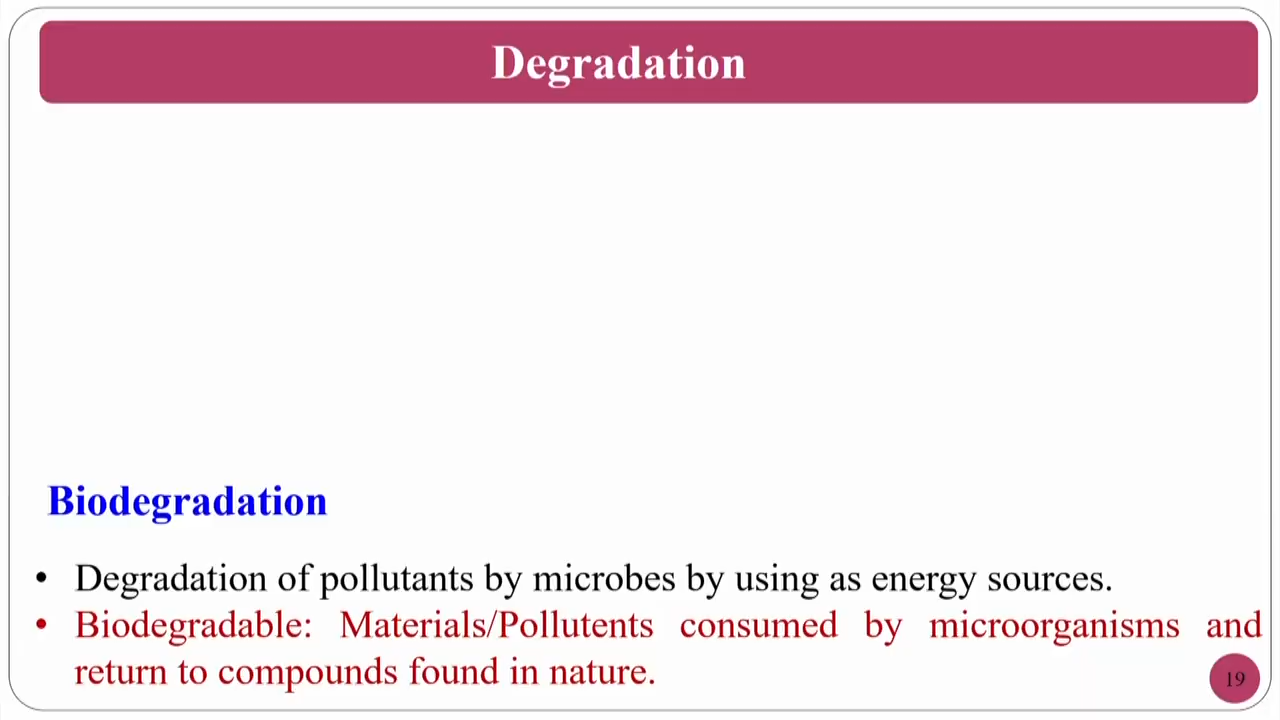 Degradation
Biodegradation
• Degradation of pollutants by microbes by using as energy sources.
• Biodegradable: Materials/Pollutents consumed by microorganisms and
return to compounds found in nature.
19